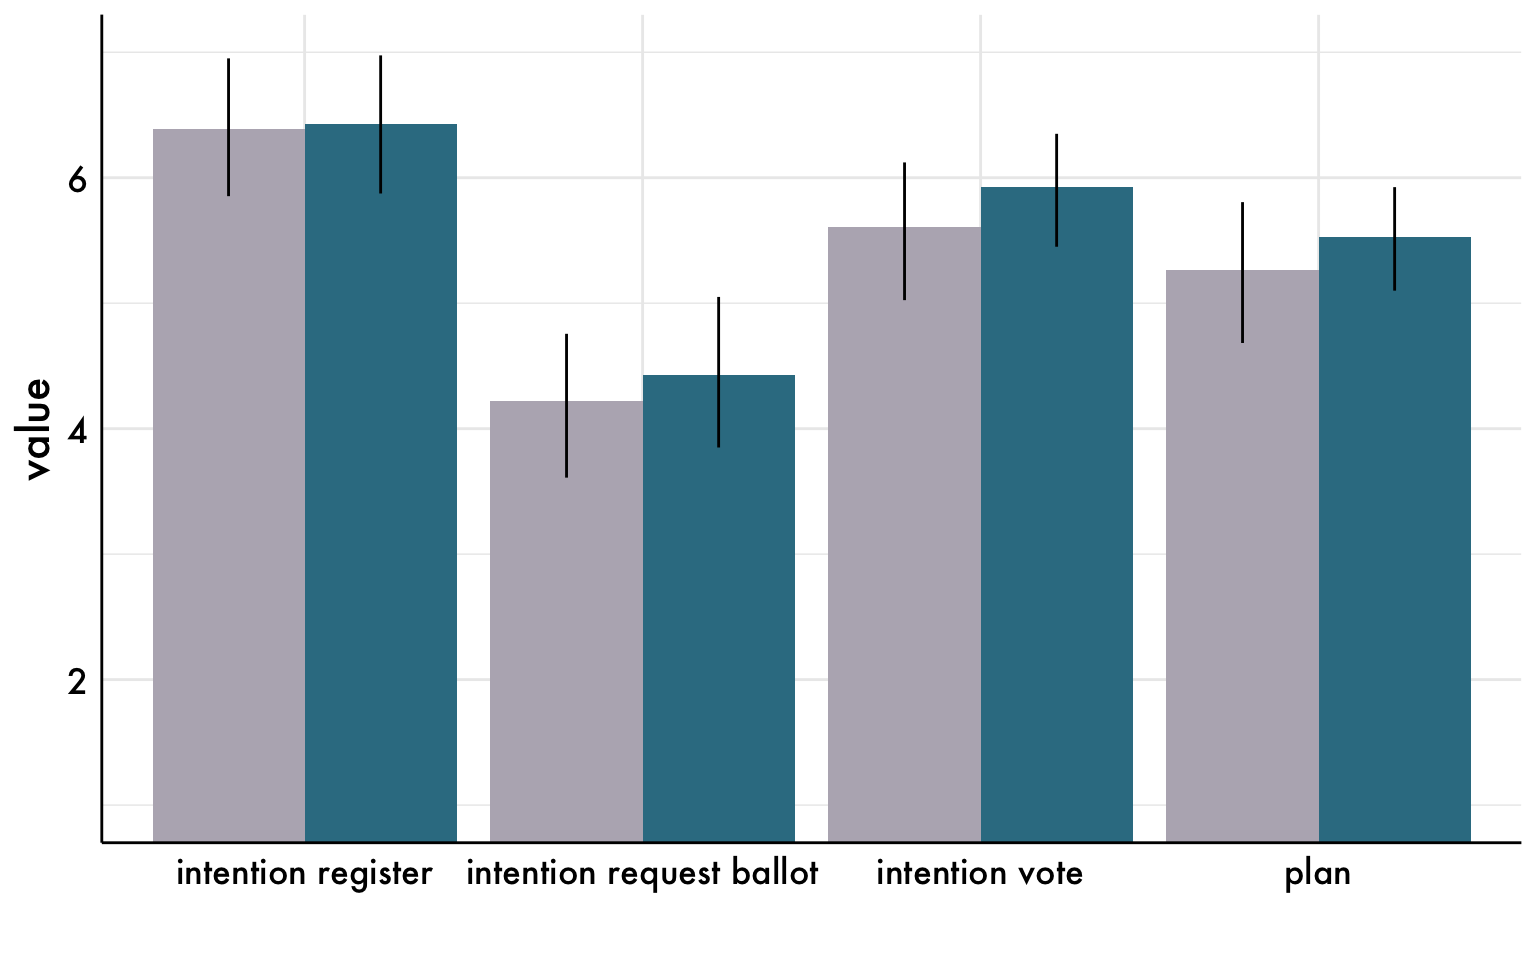 value
6
4
2
intention register
intention request ballot
intention vote
plan